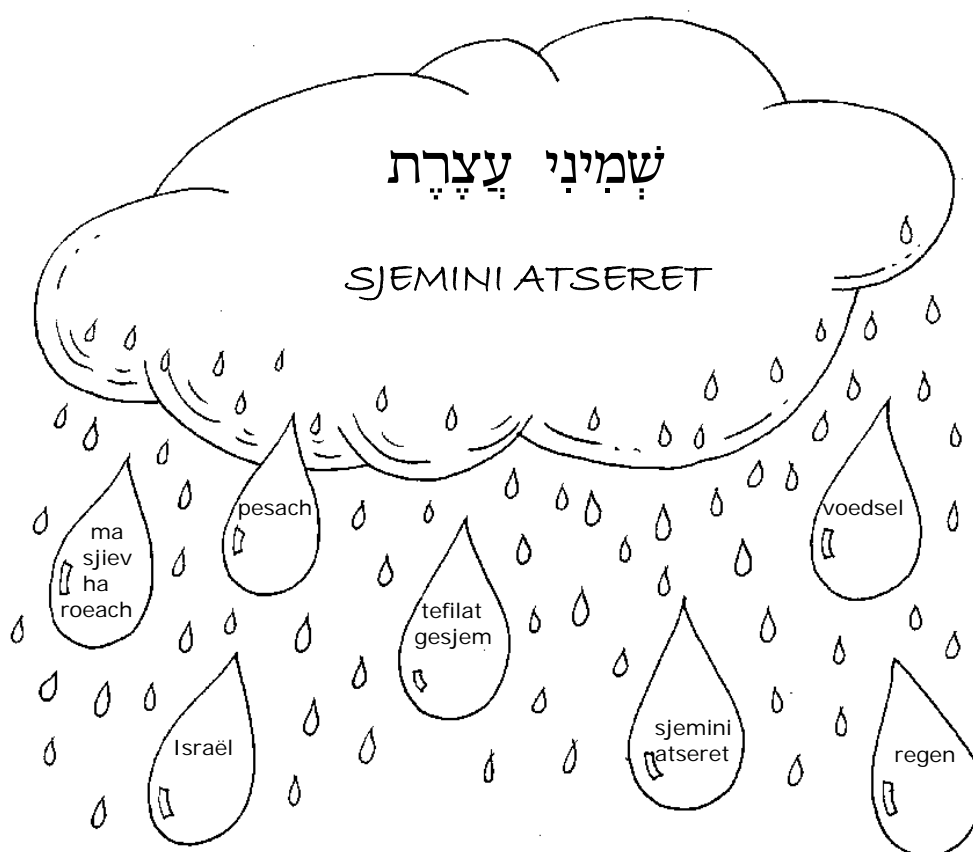 שְׁמִינִי עֲצֶרֶת
SJEMINI ATSERET
pesach
voedsel
ma
sjiev
ha
roeach
tefilat
gesjem
Israël
sjemini
atseret
regen